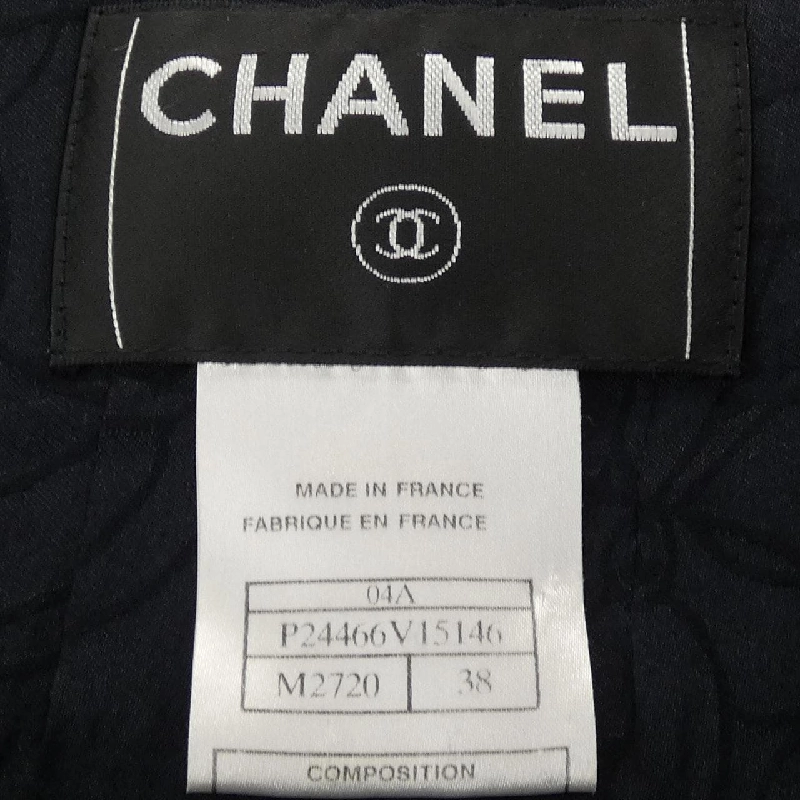 CHANEL
MADE IN FRANCE
FABRIQUE EN FRANCE
04A
P24466V15146
M2720 38
COMPOSITION